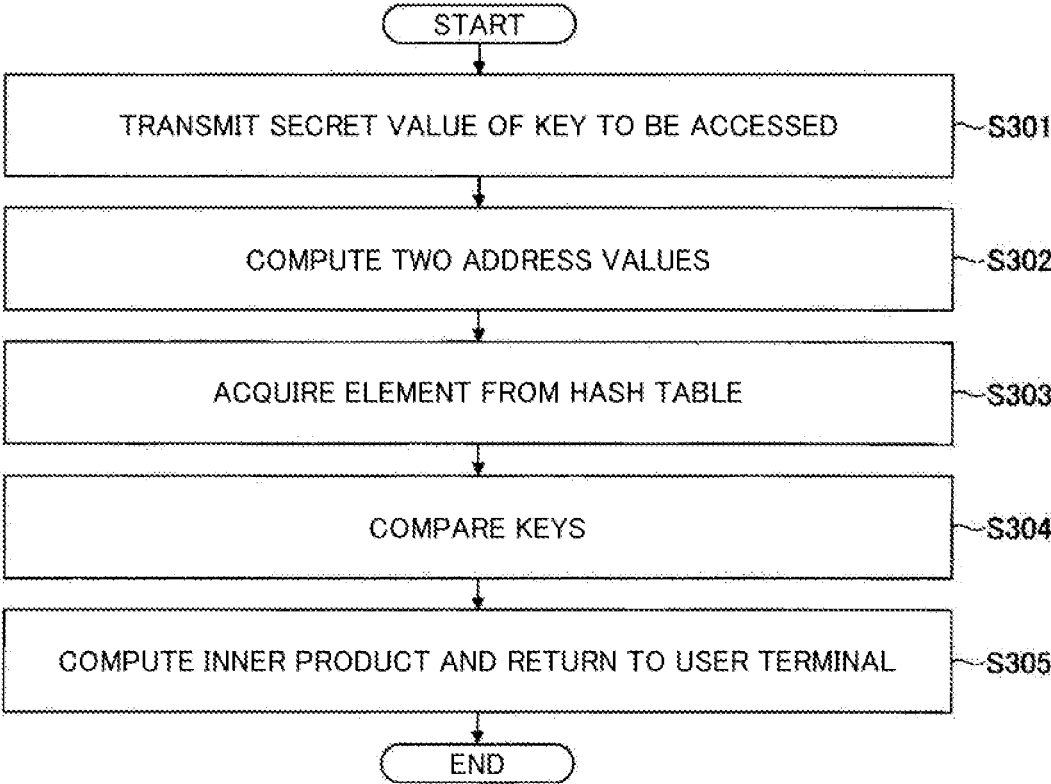 START
TRANSMIT SECRET VALUE OF KEY TO BE ACCESSED
S301
COMPUTE TWO ADDRESS VALUES
S302
ACQUIRE ELEMENT FROM HASH TABLE
S303
COMPARE KEYS
S304
COMPUTE INNER PRODUCT AND RETURN TO USER TERMINAL
S305
END